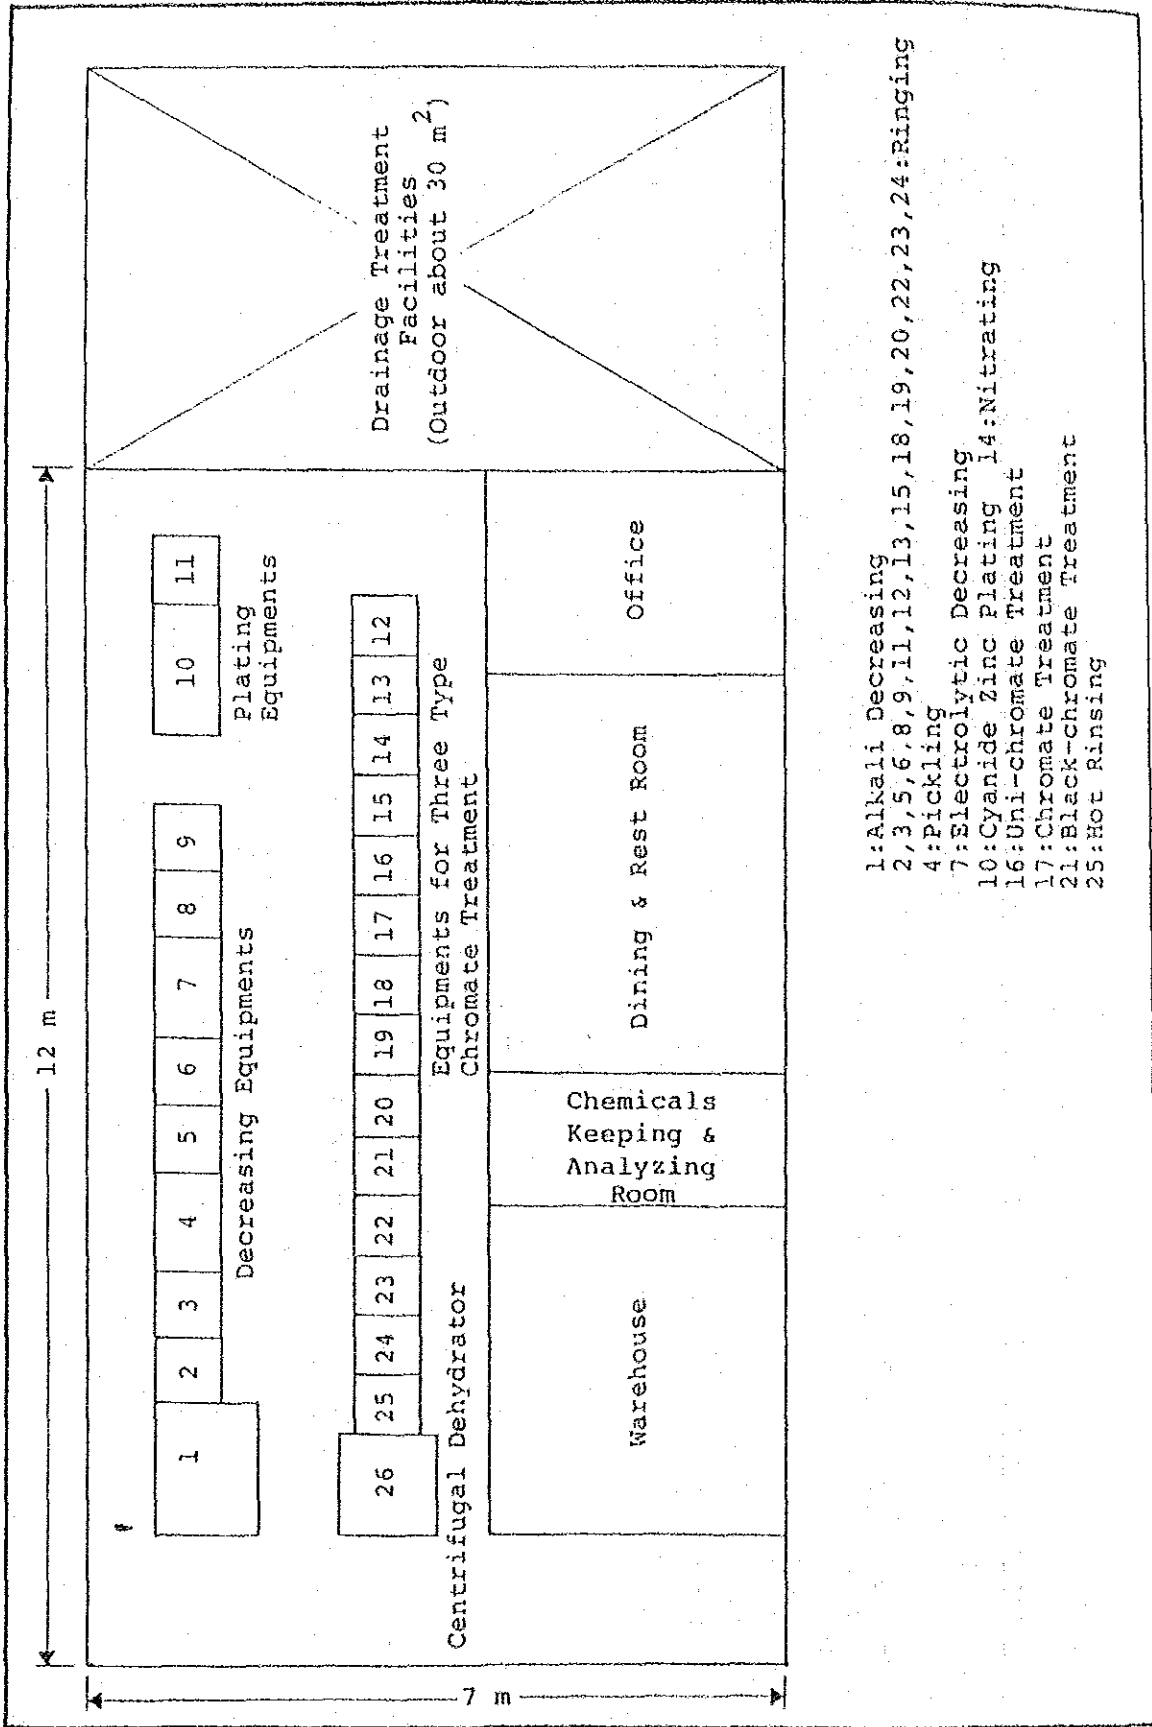 12 m
7 m
1
2
3
4
5
6
7
8
9
Decreasing Equipments
10
11
Plating
Equipments
26
25
24
23
22
21
20
19
18
17
16
15
14
13
12
Centrifugal Dehydrator
Equipments for Three Type
Chromate Treatment
Warehouse
Chemicals
Keeping &
Analyzing
Room
Dining & Rest Room
Office
Drainage Treatment
Facilities
(Outdoor about 30 m²)
1:Alkali Decreasing
2,3,5,6,8,9,11,12,13,15,18,19,20,22,23,24:Ringing
4:Pickling
7:Electrolytic Decreasing
10:Cyanide Zinc Plating 14:Nitrating
16:Uni-chromate Treatment
17:Chromate Treatment
21:Black-chromate Treatment
25:Hot Rinsing